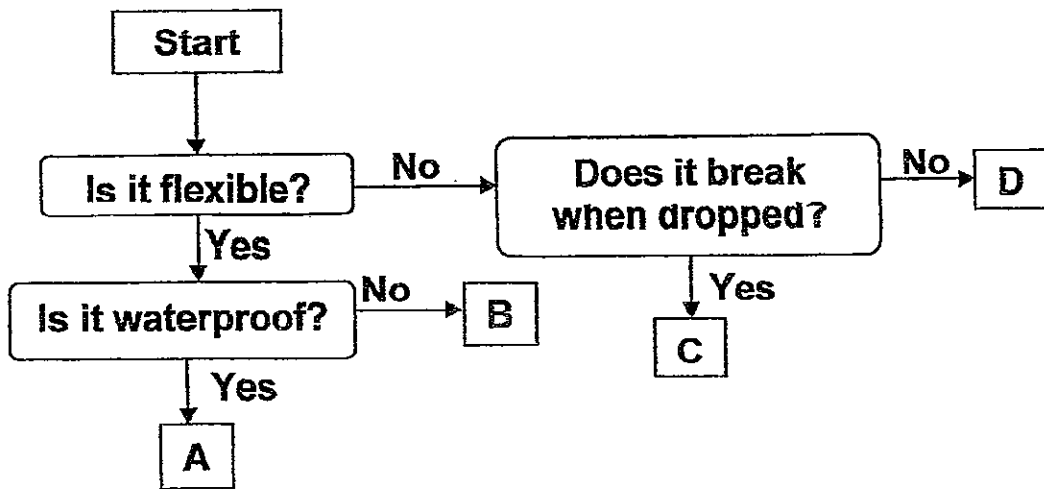 Start
Is it flexible?
No
Does it break
when dropped?
No
D
Yes
Is it waterproof?
No
B
Yes
C
Yes
A